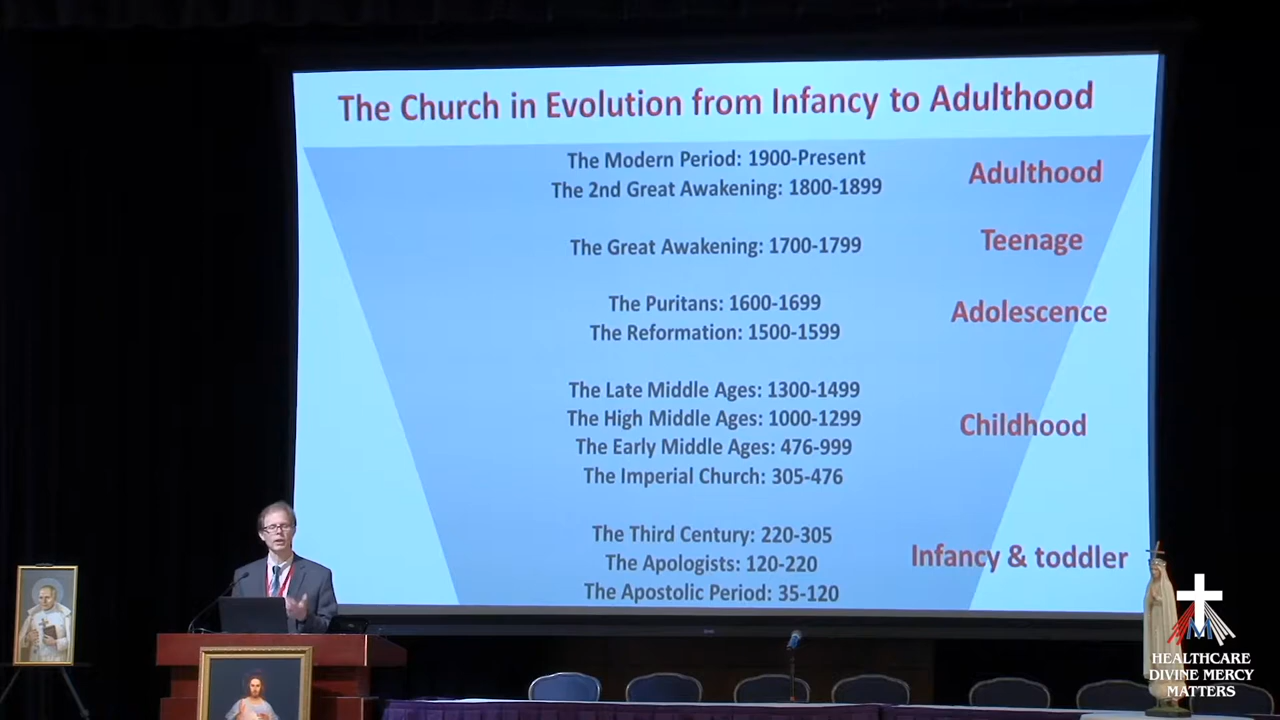 The Church in Evolution from Infancy to Adulthood
The Modern Period: 1900-Present
The 2nd Great Awakening: 1800-1899
Adulthood
The Great Awakening: 1700-1799
Teenage
The Puritans: 1600-1699
The Reformation: 1500-1599
Adolescence
The Late Middle Ages: 1300-1499
The High Middle Ages: 1000-1299
The Early Middle Ages: 476-999
The Imperial Church: 305-476
Childhood
The Third Century: 220-305
The Apologists: 120-220
The Apostolic Period: 35-120
Infancy & toddler
HEALTHCARE
DIVINE MERCY
MATTERS